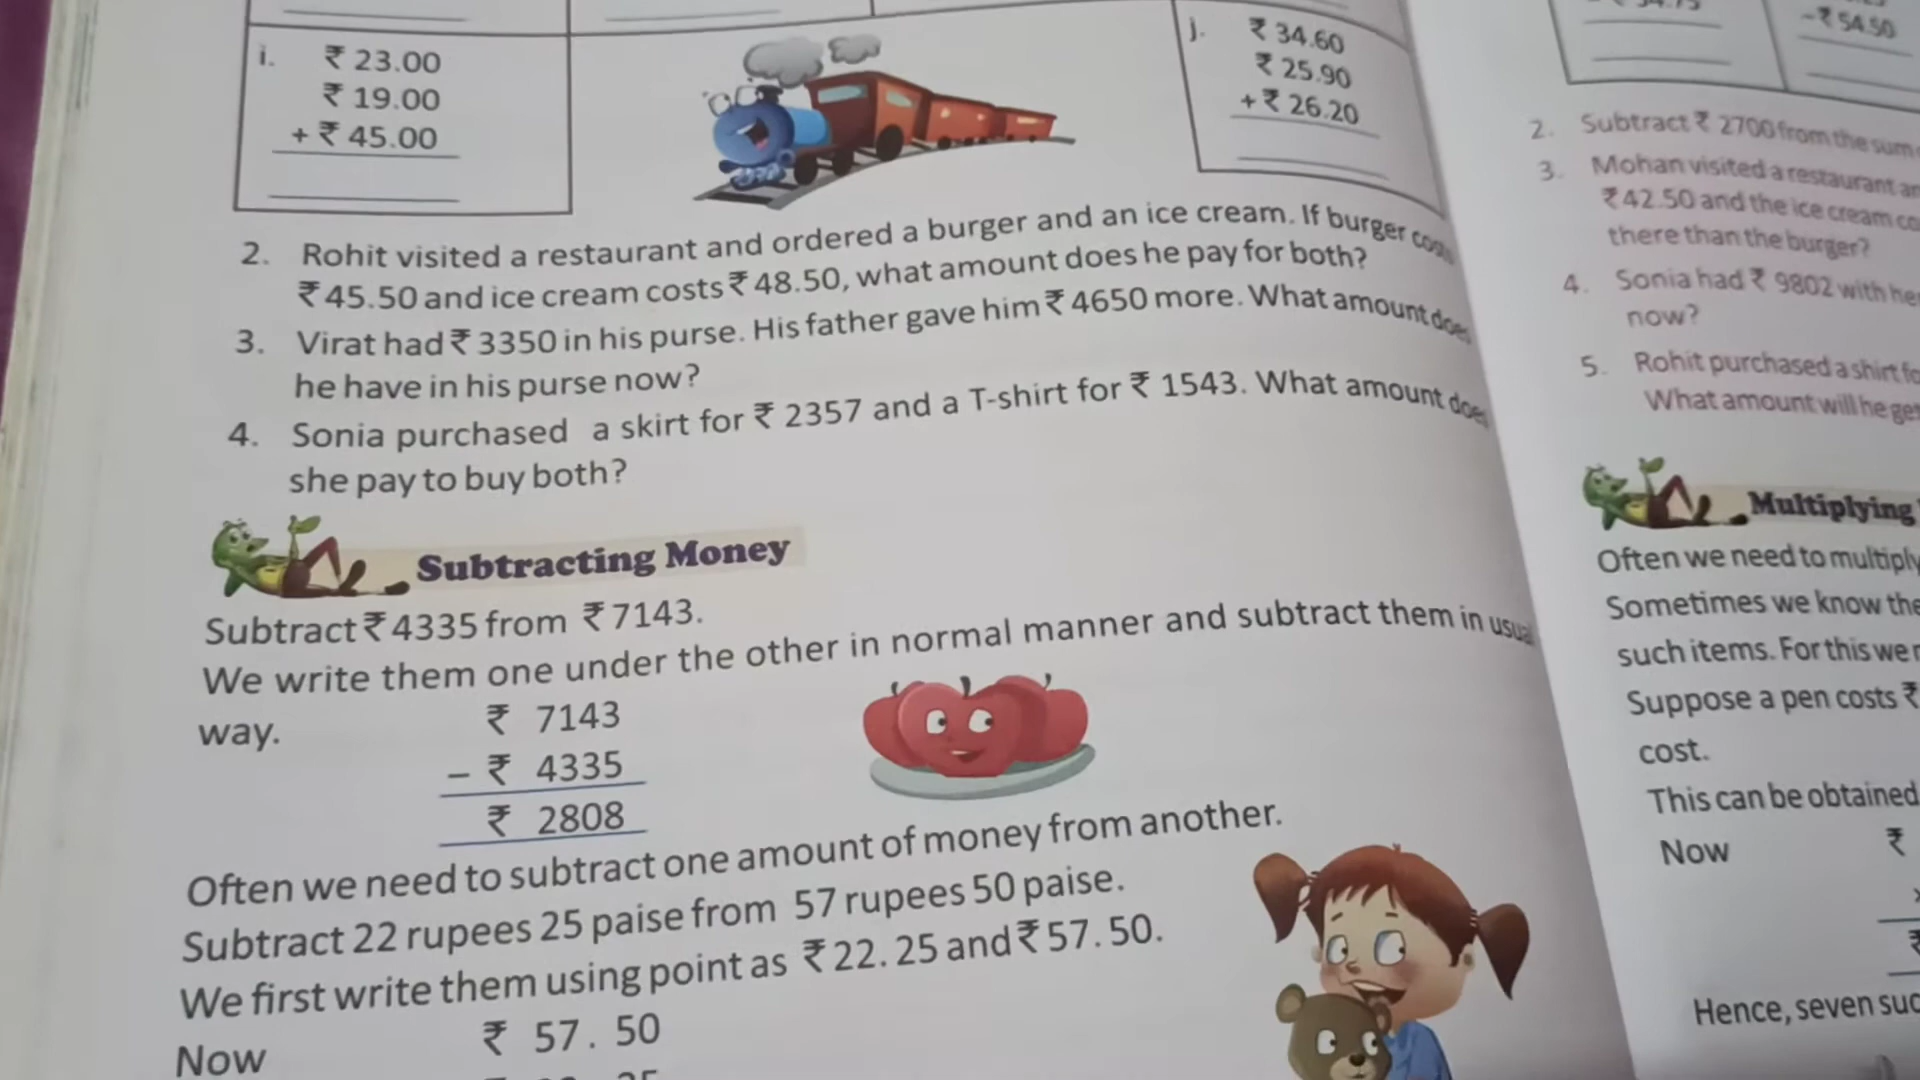 i. ₹ 23.00
₹ 19.00
+ ₹ 45.00
j. ₹ 34.60
₹ 25.90
+ ₹ 26.20
2. Rohit visited a restaurant and ordered a burger and an ice cream. If burger costs
₹ 45.50 and ice cream costs ₹ 48.50, what amount does he pay for both?
3. Virat had ₹ 3350 in his purse. His father gave him ₹ 4650 more. What amount does
he have in his purse now?
4. Sonia purchased a skirt for ₹ 2357 and a T-shirt for ₹ 1543. What amount does
she pay to buy both?
Subtracting Money
Subtract ₹ 4335 from ₹ 7143.
We write them one under the other in normal manner and subtract them in usual
way.
₹ 7143
– ₹ 4335
₹ 2808
Often we need to subtract one amount of money from another.
Subtract 22 rupees 25 paise from 57 rupees 50 paise.
We first write them using point as ₹ 22. 25 and ₹ 57. 50.
Now ₹ 57. 50
–₹ 54.50
2. Subtract ₹ 2700 from the sum
3. Mohan visited a restaurant
₹ 42.50 and the ice cream
there than the burger?
4. Sonia had ₹ 9802 with
now?
5. Rohit purchased a shirt
What amount will he
Multiplying
Often we need to multiply
Sometimes we know the
such items. For this we
Suppose a pen costs ₹
cost.
This can be obtained
Now ₹
₹
Hence, seven